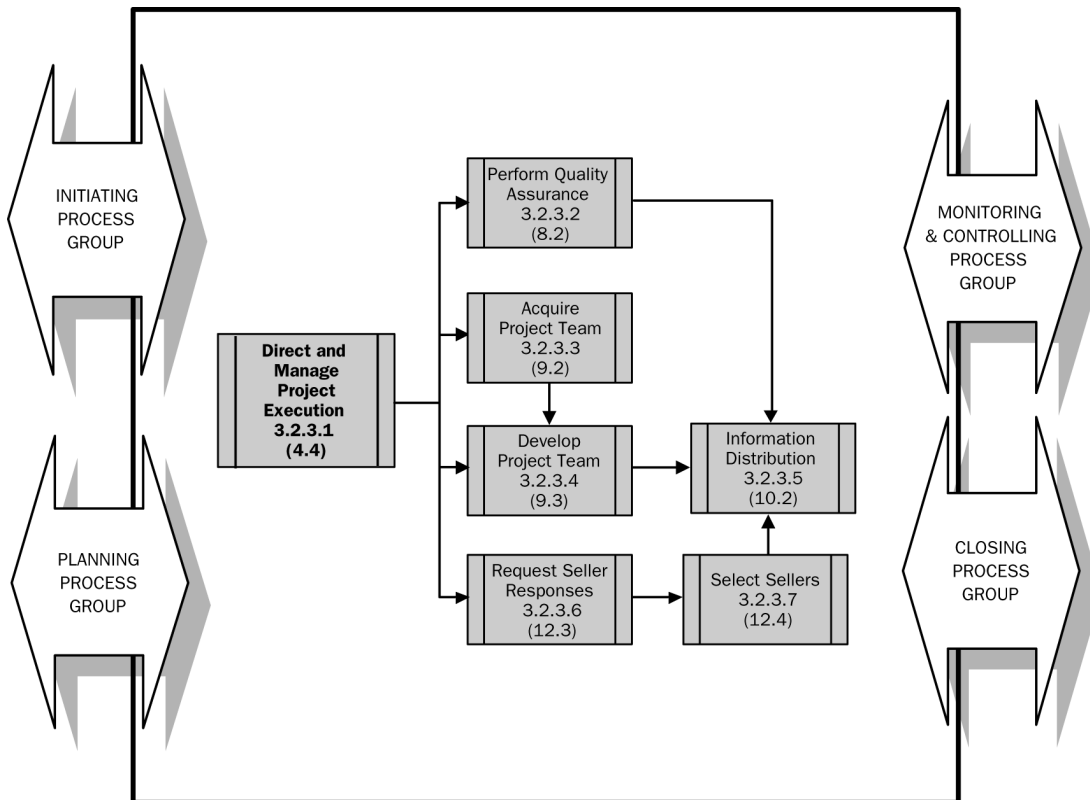 INITIATING
PROCESS
GROUP
PLANNING
PROCESS
GROUP
Direct and
Manage
Project
Execution
3.2.3.1
(4.4)
Perform Quality
Assurance
3.2.3.2
(8.2)
Acquire
Project Team
3.2.3.3
(9.2)
Develop
Project Team
3.2.3.4
(9.3)
Request Seller
Responses
3.2.3.6
(12.3)
Information
Distribution
3.2.3.5
(10.2)
Select Sellers
3.2.3.7
(12.4)
MONITORING
& CONTROLLING
PROCESS
GROUP
CLOSING
PROCESS
GROUP